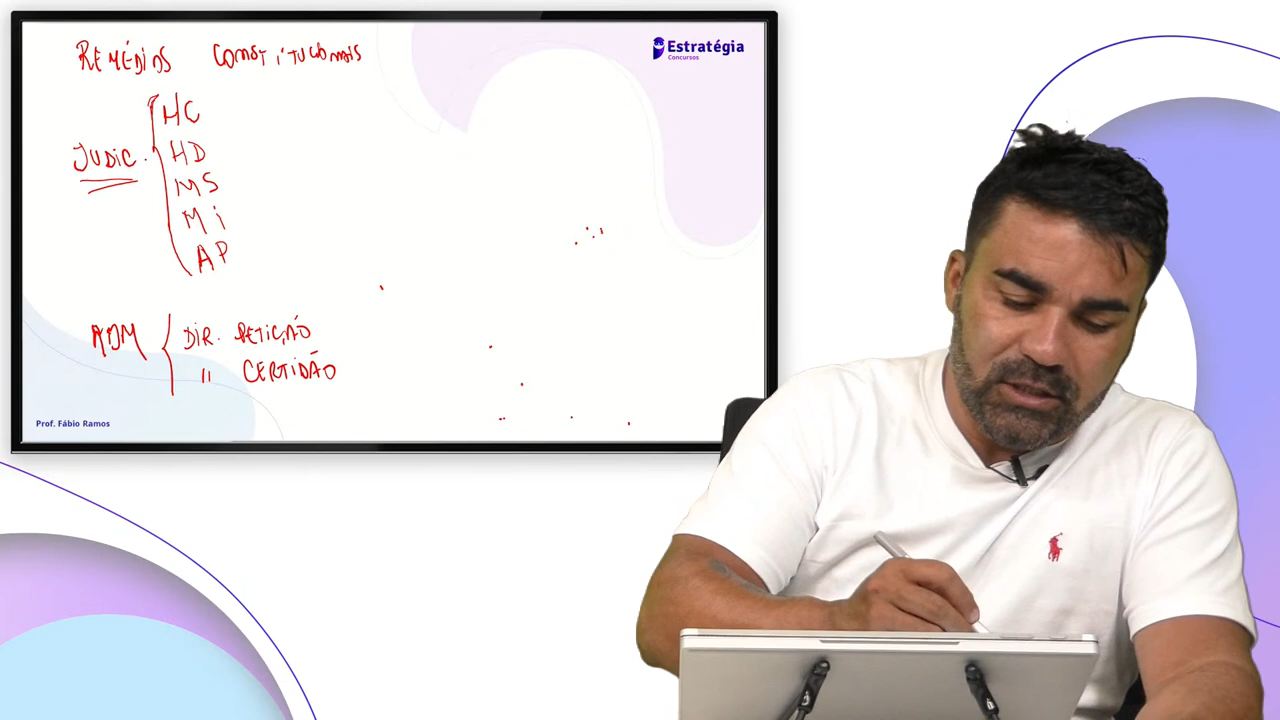 REMÉDIOS CONSTITUCIONAIS
Estratégia
Concursos
JUDIC.
HC
HD
MS
Mi
AP
ADM
DIR. PETIÇÃO
" CERTIDÃO
Prof. Fábio Ramos